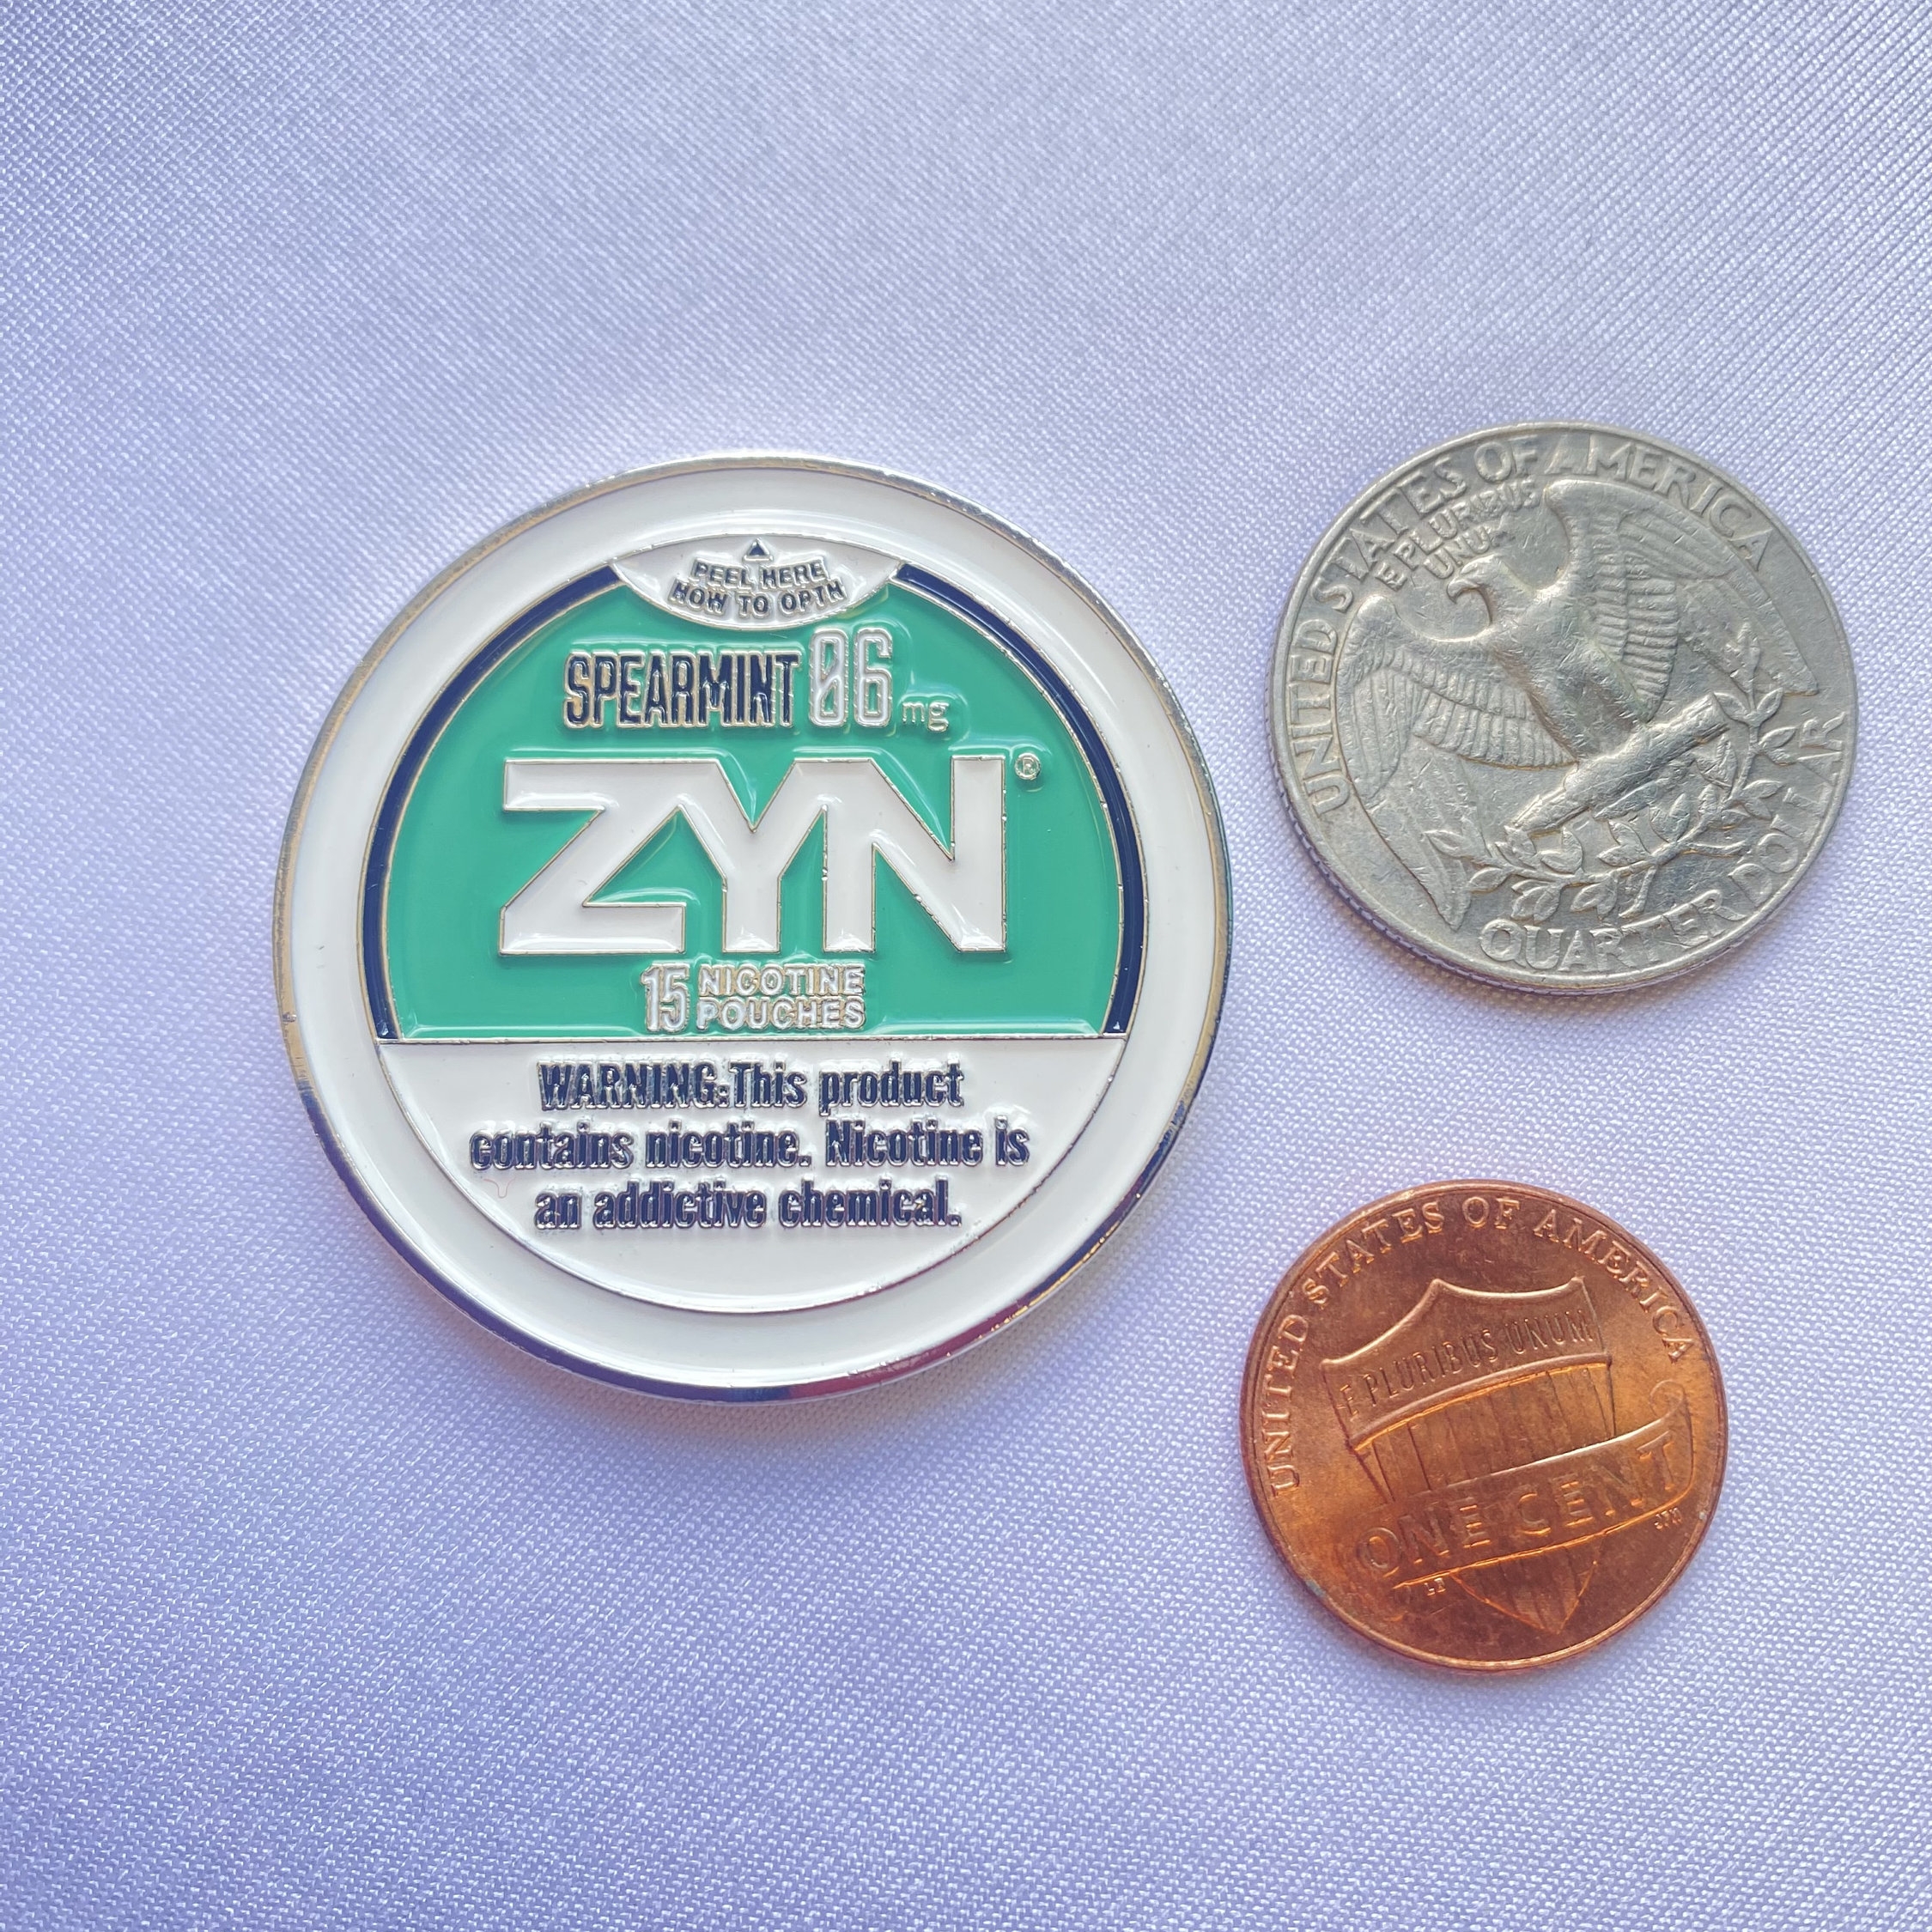 PEEL HERE
HOW TO OPTN
SPEARMINT 06 mg
ZYN®
15 NICOTINE
POUCHES
WARNING:This product
contains nicotine. Nicotine is
an addictive chemical.
UNITED STATES OF AMERICA
E PLURIBUS
UNUM
QUARTER DOLLAR
UNITED STATES OF AMERICA
E PLURIBUS UNUM
ONE CENT
LB
JFM